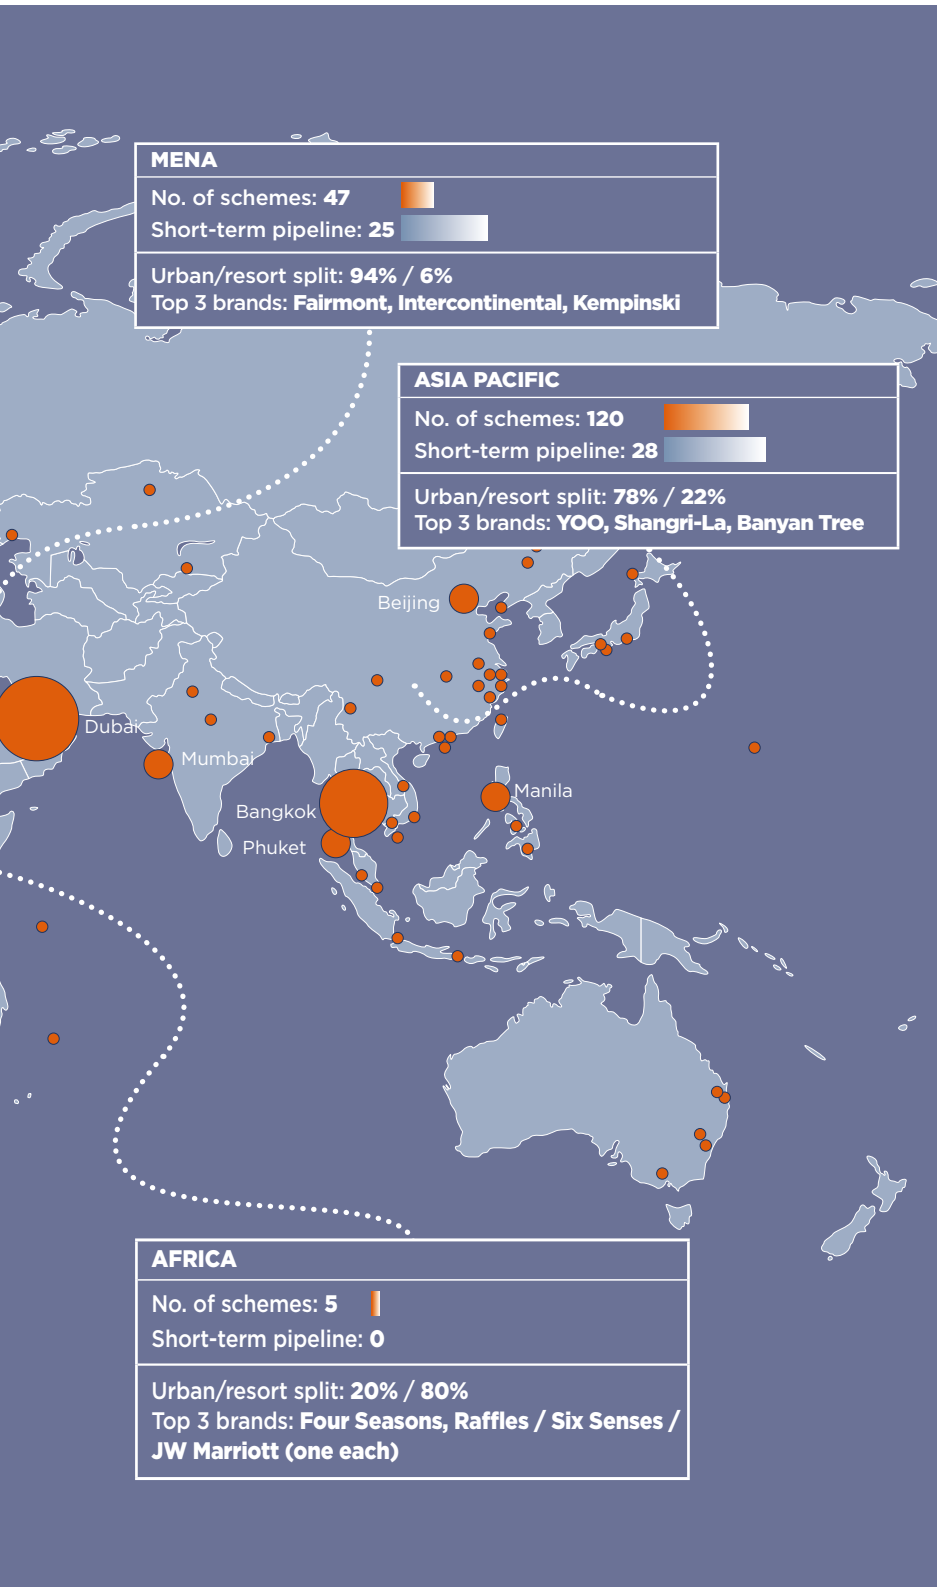 MENA
No. of schemes: 47
Short-term pipeline: 25
Urban/resort split: 94% / 6%
Top 3 brands: Fairmont, Intercontinental, Kempinski
ASIA PACIFIC
No. of schemes: 120
Short-term pipeline: 28
Urban/resort split: 78% / 22%
Top 3 brands: YOO, Shangri-La, Banyan Tree
Beijing
Dubai
Mumbai
Manila
Bangkok
Phuket
AFRICA
No. of schemes: 5
Short-term pipeline: 0
Urban/resort split: 20% / 80%
Top 3 brands: Four Seasons, Raffles / Six Senses /
JW Marriott (one each)